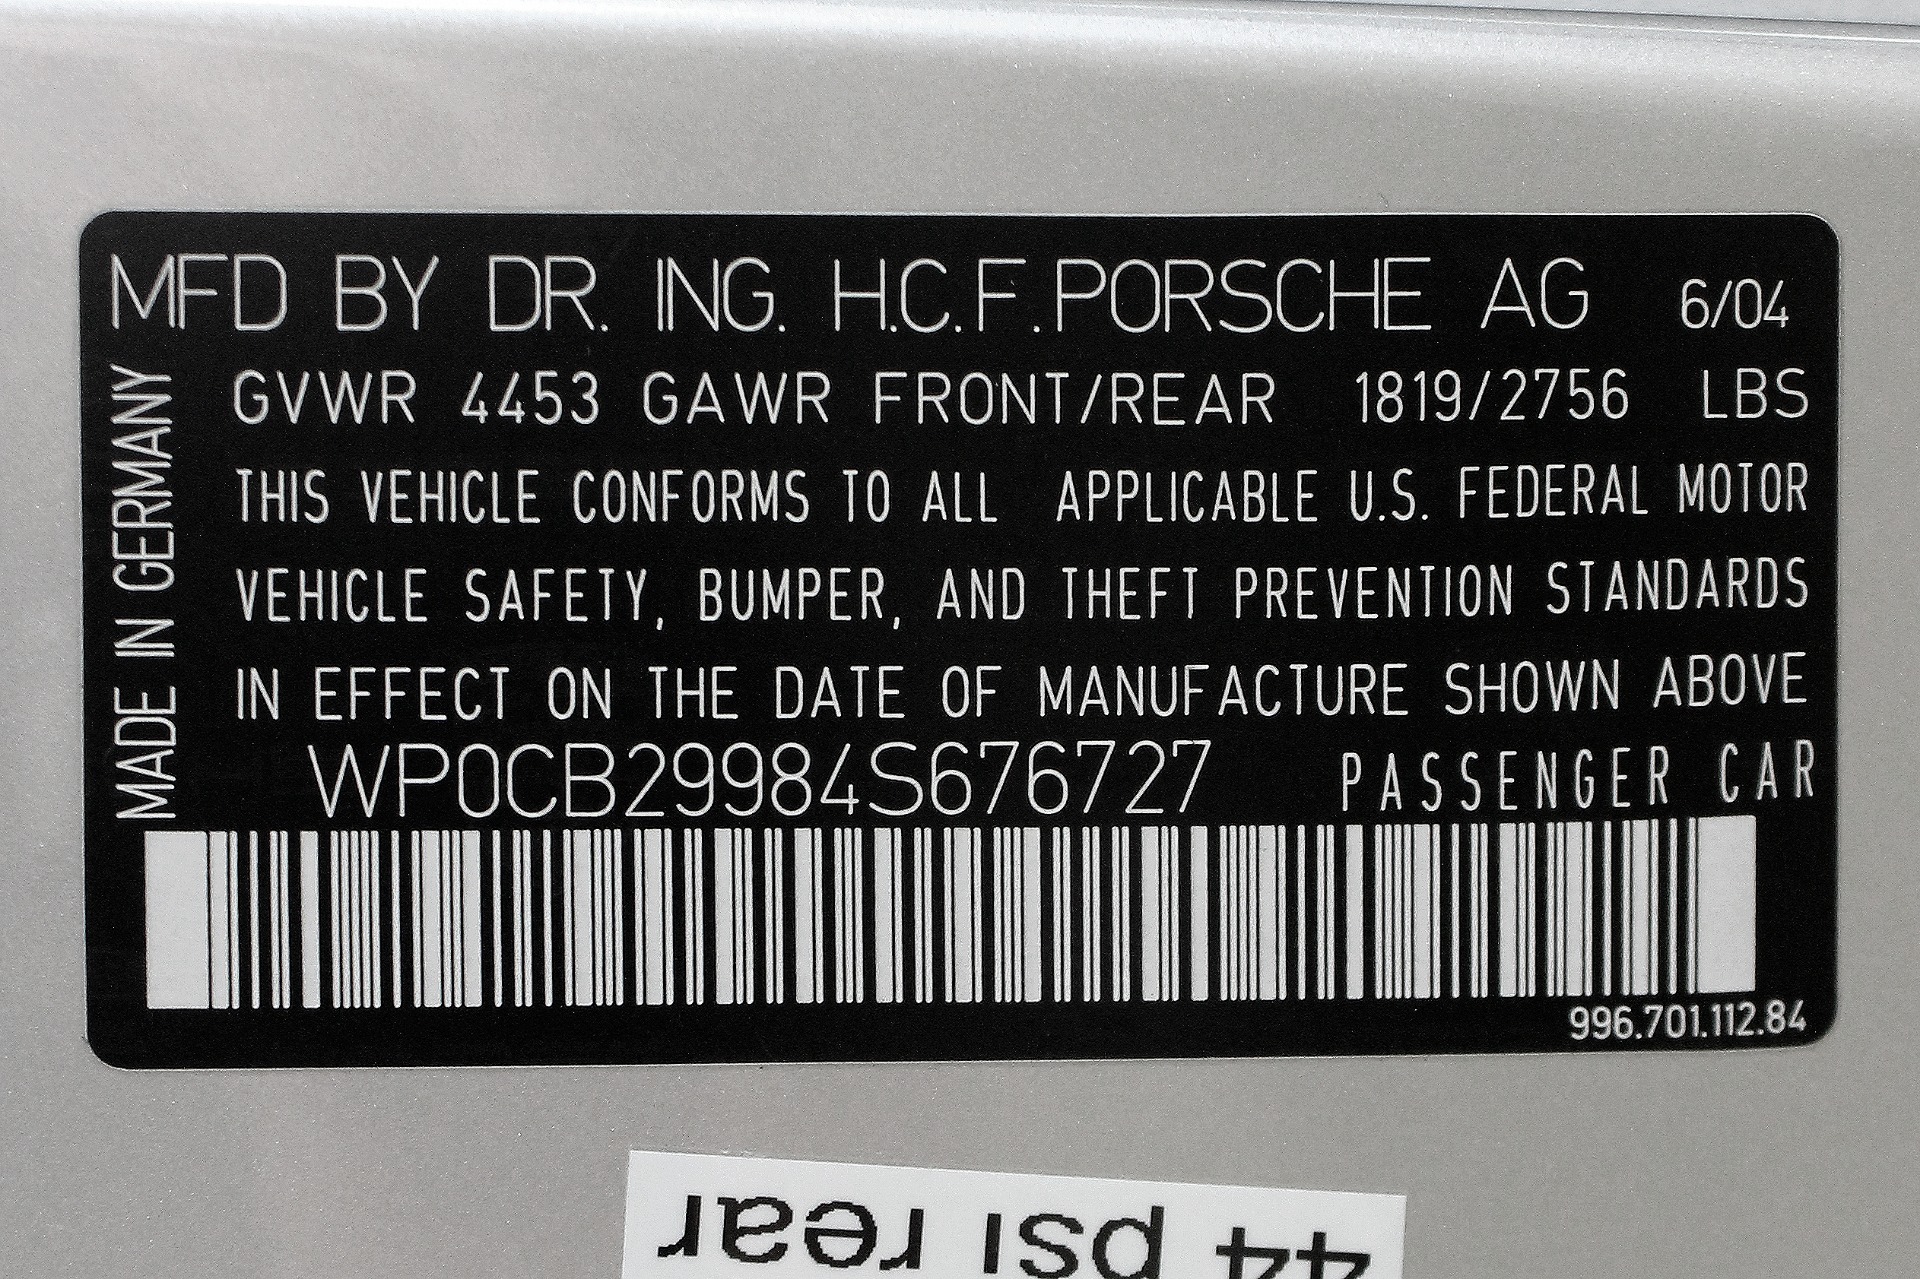 MFD BY DR. ING. H.C.F.PORSCHE AG 6/04
GVWR 4453 GAWR FRONT/REAR 1819/2756 LBS
THIS VEHICLE CONFORMS TO ALL APPLICABLE U.S. FEDERAL MOTOR
VEHICLE SAFETY, BUMPER, AND THEFT PREVENTION STANDARDS
IN EFFECT ON THE DATE OF MANUFACTURE SHOWN ABOVE
WP0CB29984S676727 PASSENGER CAR
MADE IN GERMANY
996.701.112.84
44 psi rear